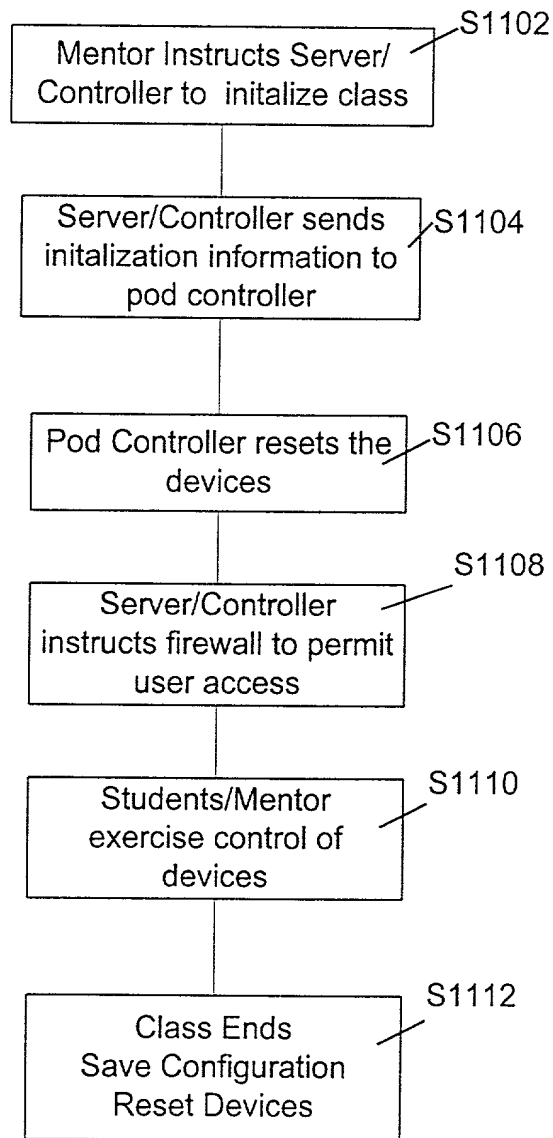 S1102
Mentor Instructs Server/
Controller to initalize class
S1104
Server/Controller sends
initalization information to
pod controller
S1106
Pod Controller resets the
devices
S1108
Server/Controller
instructs firewall to permit
user access
S1110
Students/Mentor
exercise control of
devices
S1112
Class Ends
Save Configuration
Reset Devices